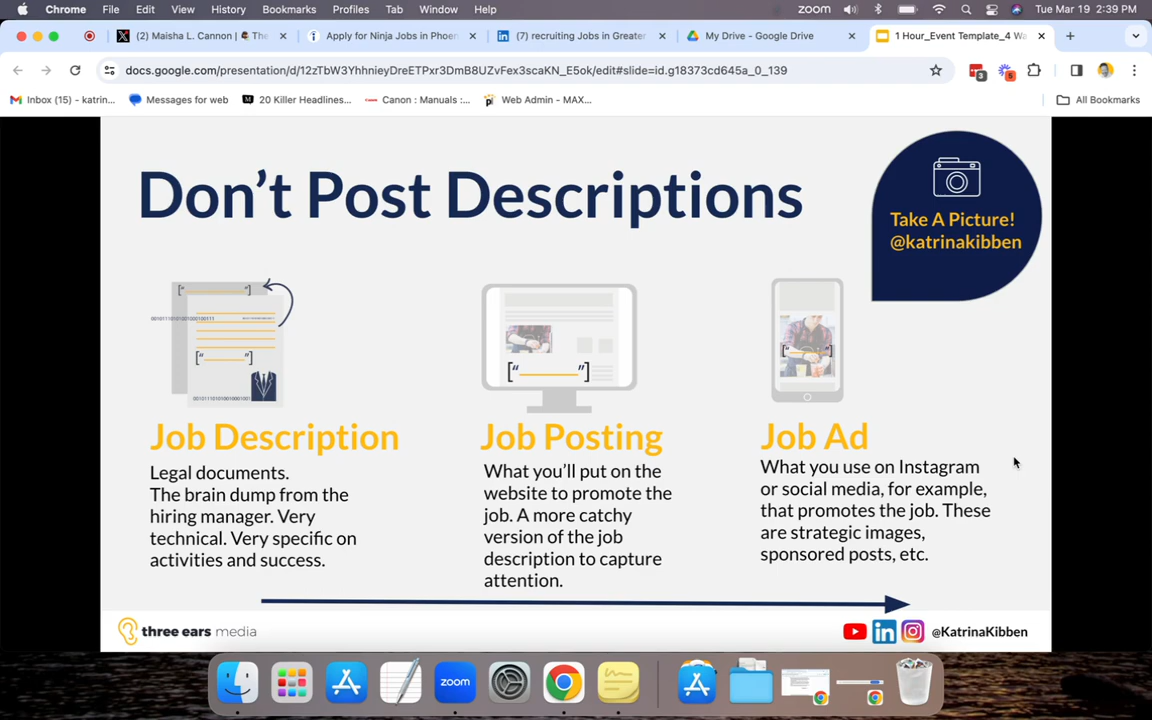 Chrome File Edit View History Bookmarks Profiles Tab Window Help zoom Tue Mar 19 2:39 PM
(2) Maisha L. Cannon | The
Apply for Ninja Jobs in Phoen
(7) recruiting Jobs in Greater
My Drive - Google Drive
1 Hour_Event Template_4 Wa
docs.google.com/presentation/d/12zTbW3YhhnieyDreETPxr3DmB8UZvFex3scaKN_E5ok/edit#slide=id.g18373cd645a_0_139
3
5
Inbox (15) - katrin...
Messages for web
20 Killer Headlines...
Canon : Manuals :...
Web Admin - MAX...
All Bookmarks
Don't Post Descriptions
Take A Picture!
@katrinakibben
Job Description
Legal documents.
The brain dump from the
hiring manager. Very
technical. Very specific on
activities and success.
Job Posting
What you'll put on the
website to promote the
job. A more catchy
version of the job
description to capture
attention.
Job Ad
What you use on Instagram
or social media, for example,
that promotes the job. These
are strategic images,
sponsored posts, etc.
three ears media
@KatrinaKibben
zoom